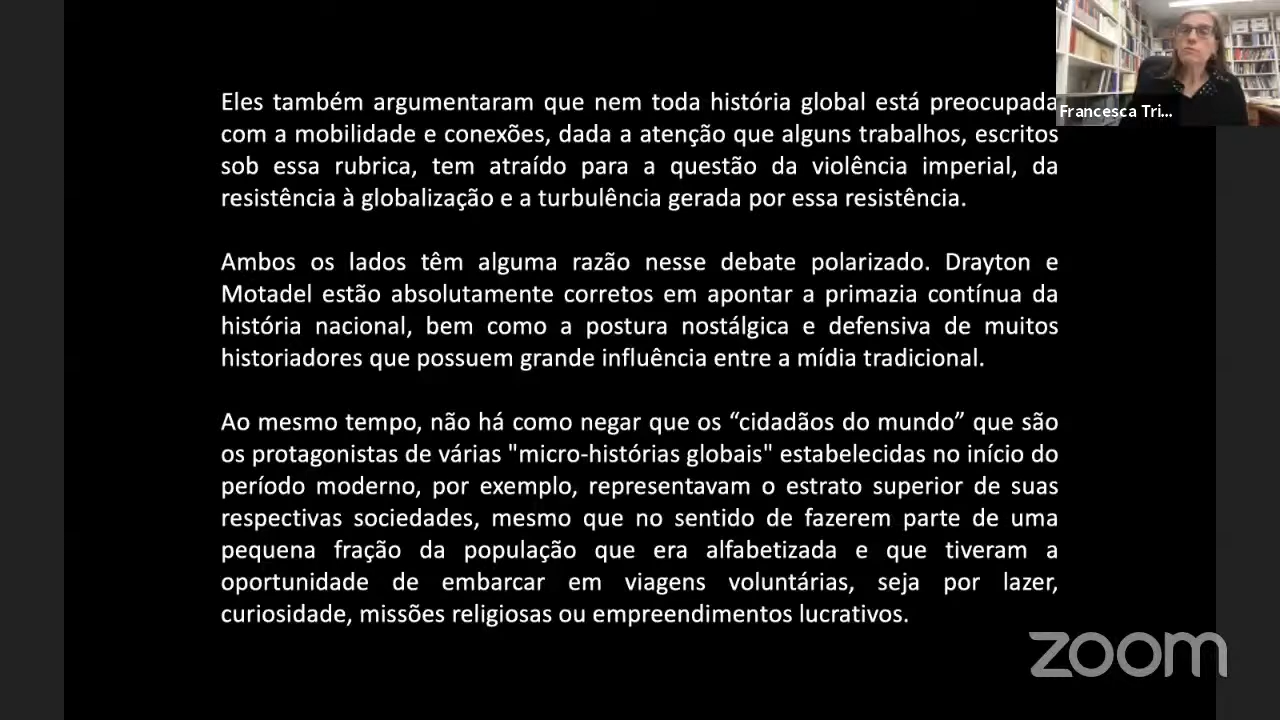 Eles também argumentaram que nem toda história global está preocupada
com a mobilidade e conexões, dada a atenção que alguns trabalhos, escritos
sob essa rubrica, tem atraído para a questão da violência imperial, da
resistência à globalização e a turbulência gerada por essa resistência.
Ambos os lados têm alguma razão nesse debate polarizado. Drayton e
Motadel estão absolutamente corretos em apontar a primazia contínua da
história nacional, bem como a postura nostálgica e defensiva de muitos
historiadores que possuem grande influência entre a mídia tradicional.
Ao mesmo tempo, não há como negar que os “cidadãos do mundo” que são
os protagonistas de várias "micro-histórias globais" estabelecidas no início do
período moderno, por exemplo, representavam o estrato superior de suas
respectivas sociedades, mesmo que no sentido de fazerem parte de uma
pequena fração da população que era alfabetizada e que tiveram a
oportunidade de embarcar em viagens voluntárias, seja por lazer,
curiosidade, missões religiosas ou empreendimentos lucrativos.
Francesca Tri...
zoom